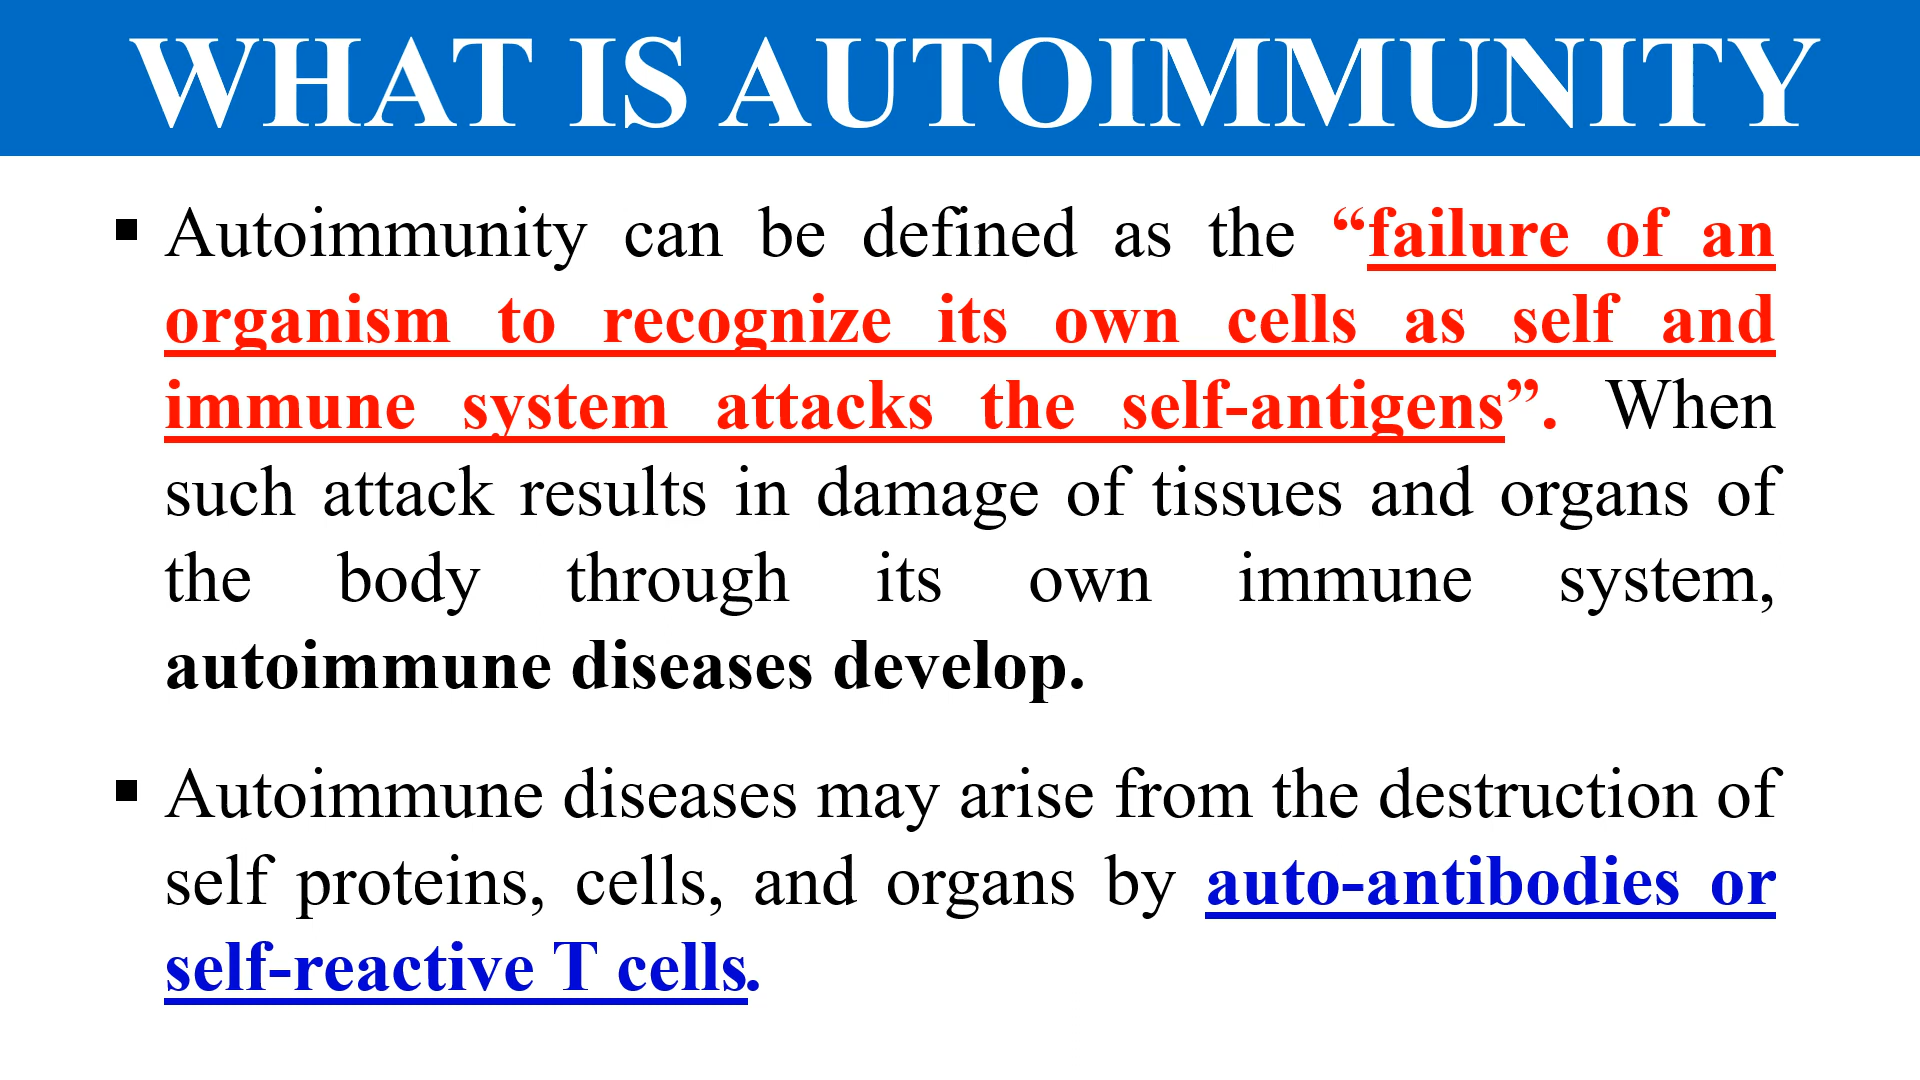 WHAT IS AUTOIMMUNITY
▪ Autoimmunity can be defined as the “failure of an
organism to recognize its own cells as self and
immune system attacks the self-antigens”. When
such attack results in damage of tissues and organs of
the body through its own immune system,
autoimmune diseases develop.
▪ Autoimmune diseases may arise from the destruction of
self proteins, cells, and organs by auto-antibodies or
self-reactive T cells.